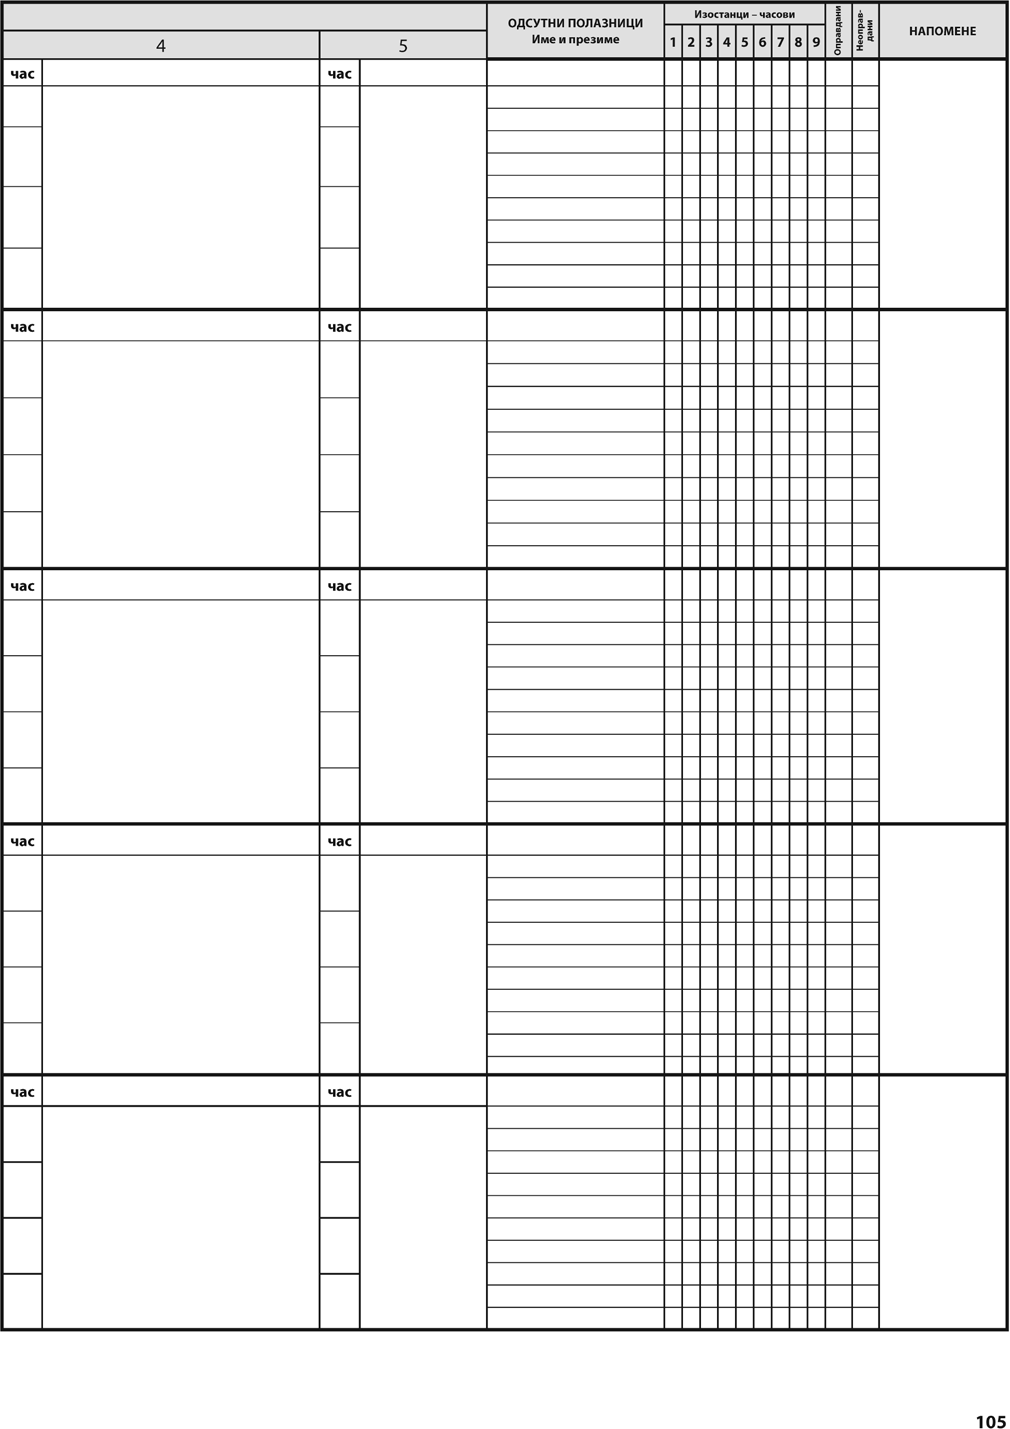 4
5
ОДСУТНИ ПОЛАЗНИЦИ
Име и презиме
Изостанци – часови
1 2 3 4 5 6 7 8 9
Оправдани
Неоправ-
дани
НАПОМЕНЕ
час
час
час
час
час
час
час
час
час
час
105